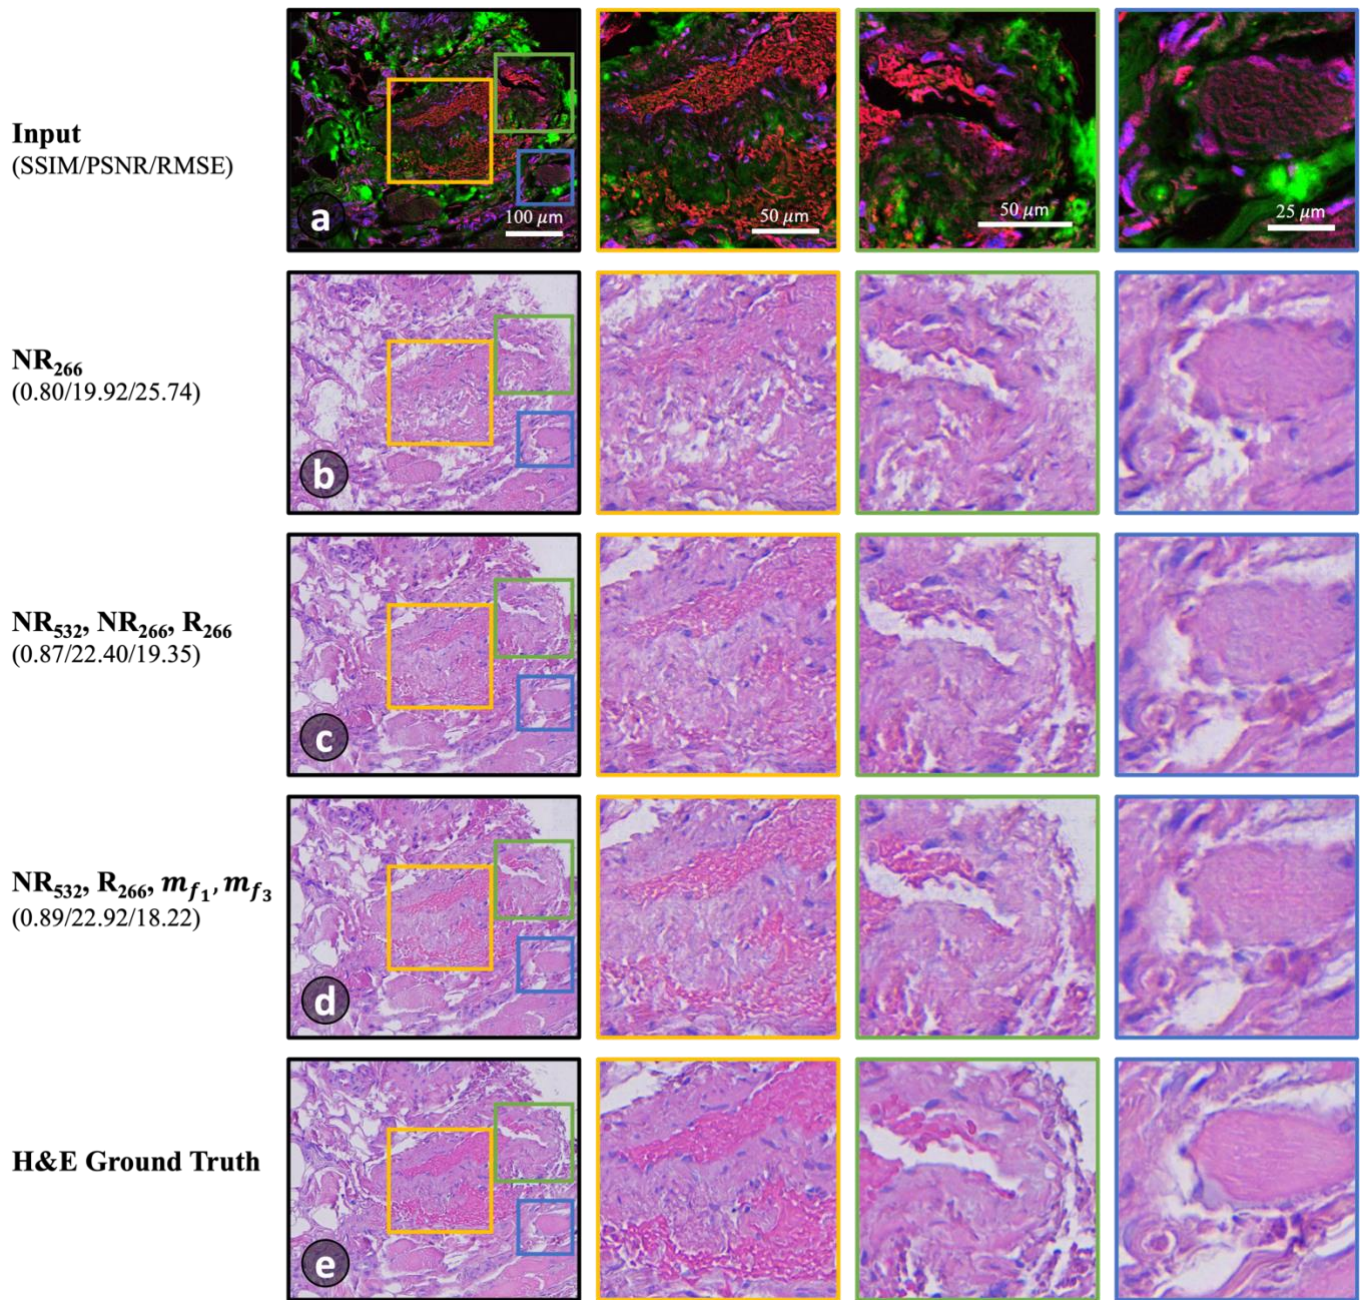 Input
(SSIM/PSNR/RMSE)
a
100 μm
50 μm
50 μm
25 μm
NR₂₆₆
(0.80/19.92/25.74)
b
NR₅₃₂, NR₂₆₆, R₂₆₆
(0.87/22.40/19.35)
c
NR₅₃₂, R₂₆₆, m_f₁, m_f₃
(0.89/22.92/18.22)
d
H&E Ground Truth
e